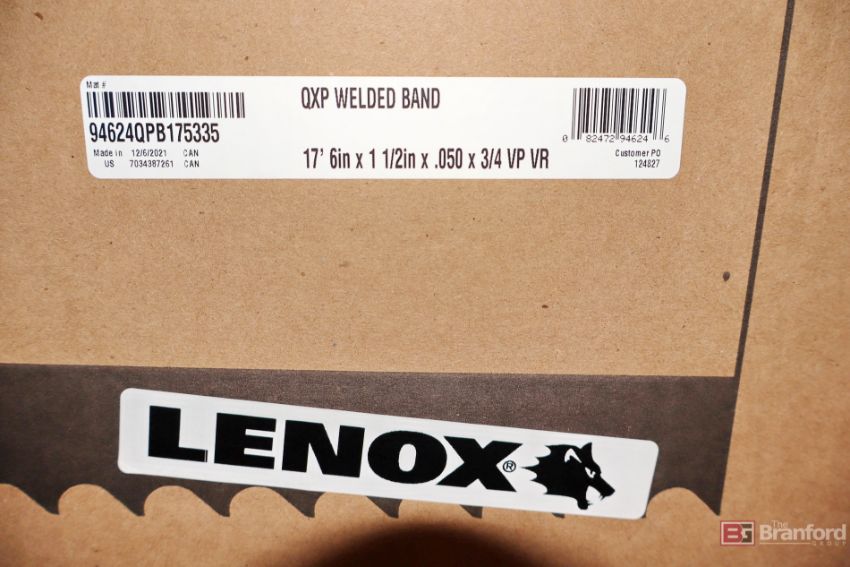 Mat #
94624QPB175335
Made in 12/6/2021 CAN
US 7034387261 CAN
QXP WELDED BAND
17' 6in x 1 1/2in x .050 x 3/4 VP VR
0 82472 94624 6
Customer PO
124827
LENOX®
BG The Branford GROUP